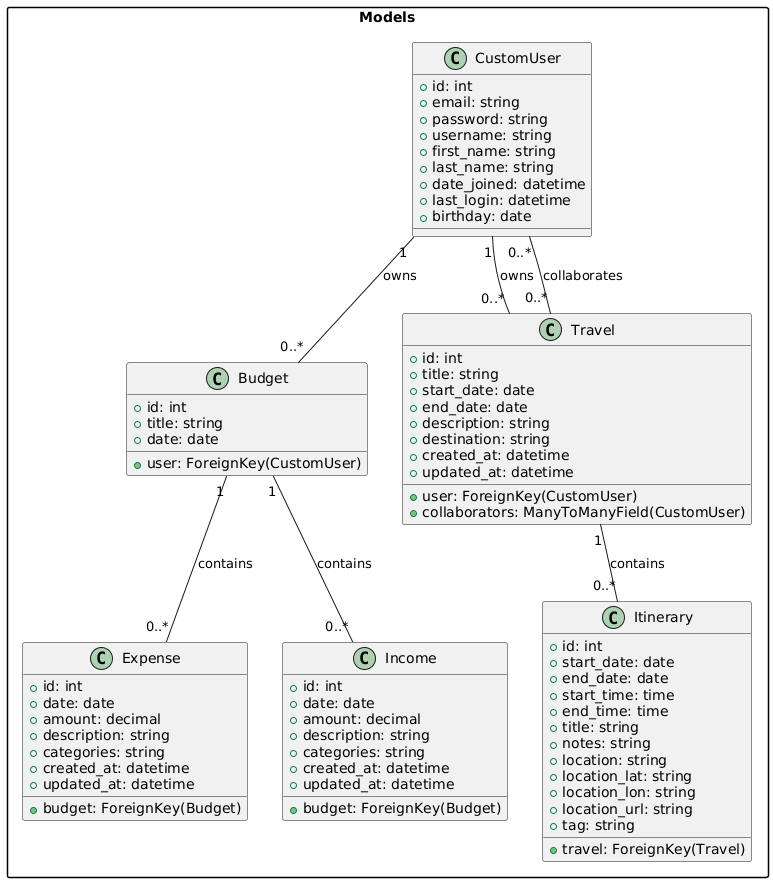 Models
C CustomUser
id: int
email: string
password: string
username: string
first_name: string
last_name: string
date_joined: datetime
last_login: datetime
birthday: date
1
1
0..*
owns
owns
collaborates
0..*
0..*
0..*
C Budget
id: int
title: string
date: date
user: ForeignKey(CustomUser)
C Travel
id: int
title: string
start_date: date
end_date: date
description: string
destination: string
created_at: datetime
updated_at: datetime
user: ForeignKey(CustomUser)
collaborators: ManyToManyField(CustomUser)
1
1
1
contains
contains
contains
0..*
0..*
0..*
C Expense
id: int
date: date
amount: decimal
description: string
categories: string
created_at: datetime
updated_at: datetime
budget: ForeignKey(Budget)
C Income
id: int
date: date
amount: decimal
description: string
categories: string
created_at: datetime
updated_at: datetime
budget: ForeignKey(Budget)
C Itinerary
id: int
start_date: date
end_date: date
start_time: time
end_time: time
title: string
notes: string
location: string
location_lat: string
location_lon: string
location_url: string
tag: string
travel: ForeignKey(Travel)